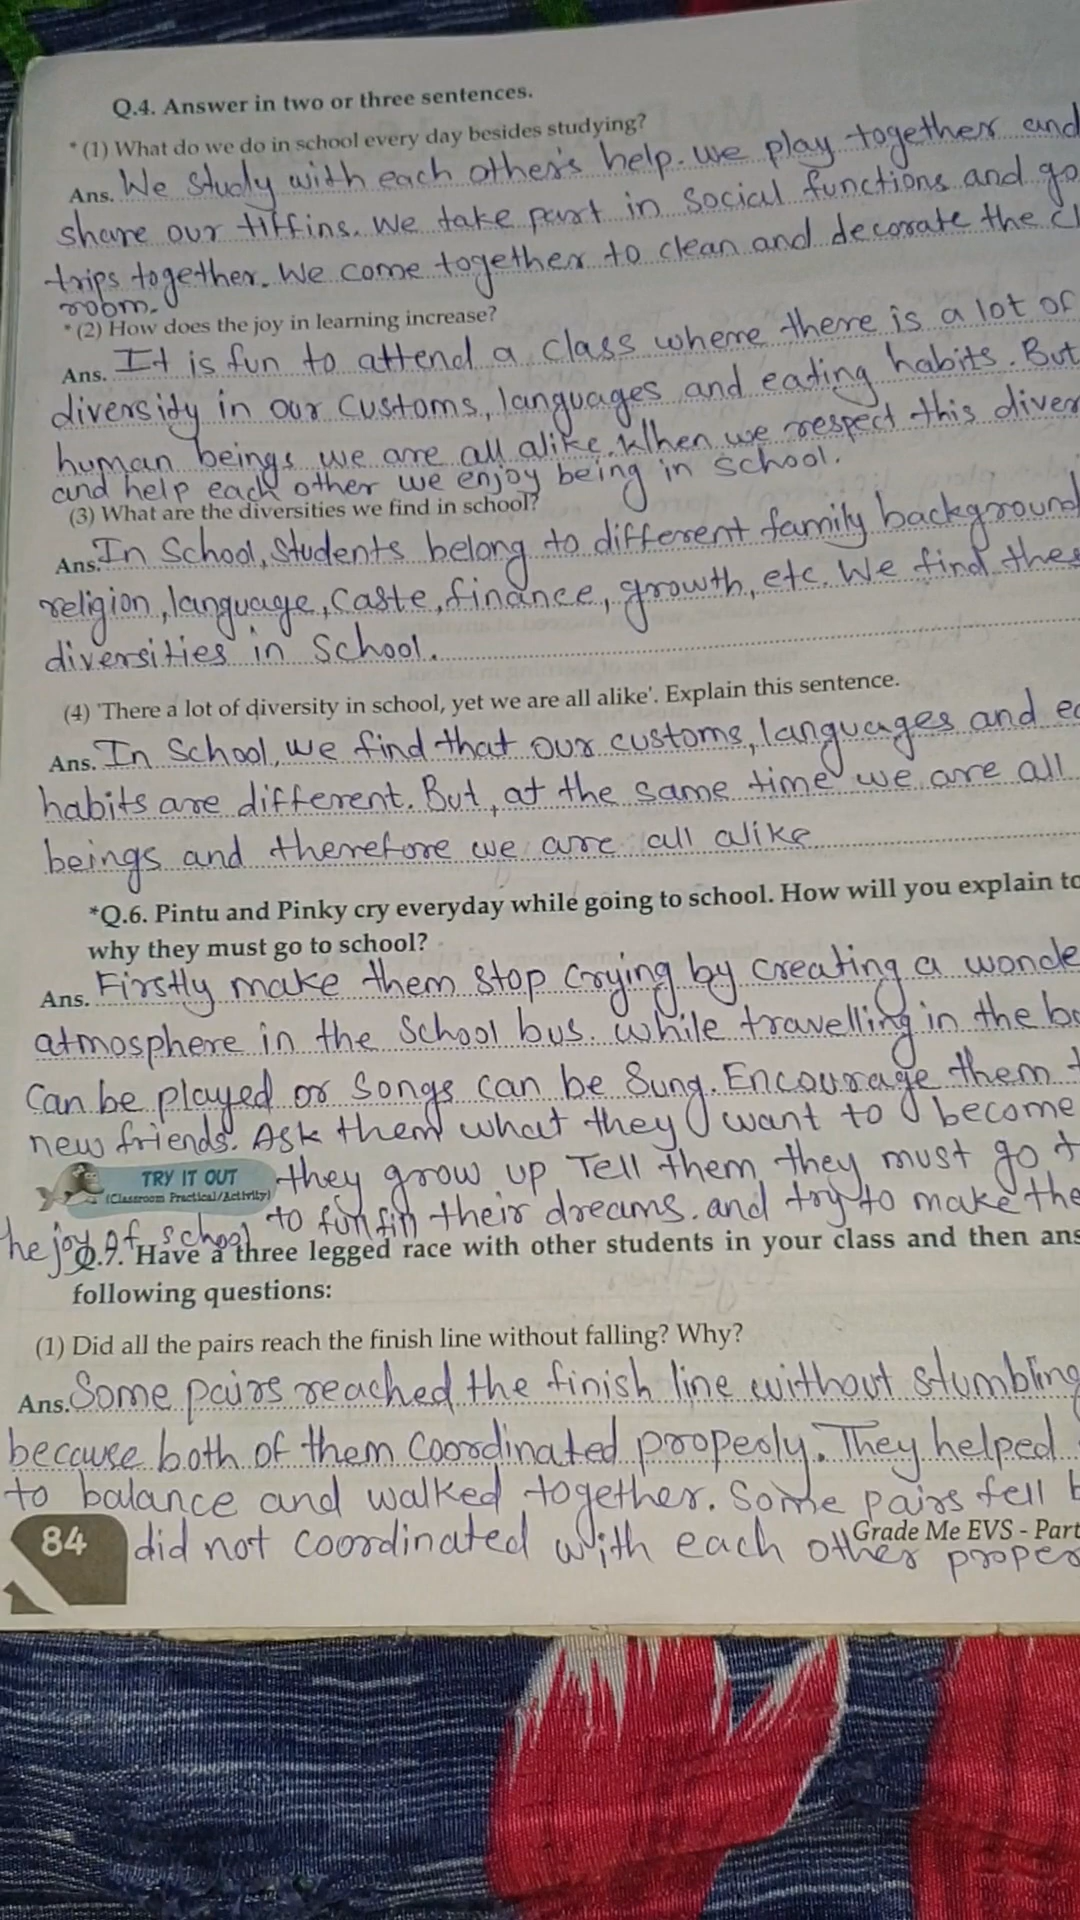 Q.4. Answer in two or three sentences.
* (1) What do we do in school every day besides studying?
Ans. We study with each other's help. we play together and
share our tiffins. We take part in social functions and go
trips together. We come together to clean and decorate the cl
room.
* (2) How does the joy in learning increase?
Ans. It is fun to attend a class where there is a lot of
diversity in our customs, languages and eating habits. But
human beings we are all alike. When we respect this diver
and help each other we enjoy being in school.
(3) What are the diversities we find in school?
Ans. In School, Students belong to different family background
religion, language, Caste, finance, growth, etc. We find thes
diversities in School.
(4) 'There a lot of diversity in school, yet we are all alike'. Explain this sentence.
Ans. In School, we find that our customs, languages and ea
habits are different. But, at the same time we are all
beings and therefore we are all alike
*Q.6. Pintu and Pinky cry everyday while going to school. How will you explain to
why they must go to school?
Ans. Firstly make them stop crying by creating a wonde
atmosphere in the School bus. while travelling in the bu
Can be played or Songs can be Sung. Encourage them t
new friends. Ask them what they want to become
TRY IT OUT
(Classroom Practical/Activity)
they grow up Tell them they must go t
to fulfil their dreams. and try to make the
he joy of school
Q.9. Have a three legged race with other students in your class and then ans
following questions:
(1) Did all the pairs reach the finish line without falling? Why?
Ans. Some pairs reached the finish line without stumbling
because both of them coordinated properly. They helped
to balance and walked together. Some pairs fell b
did not coordinated with each other proper
84
Grade Me EVS - Part